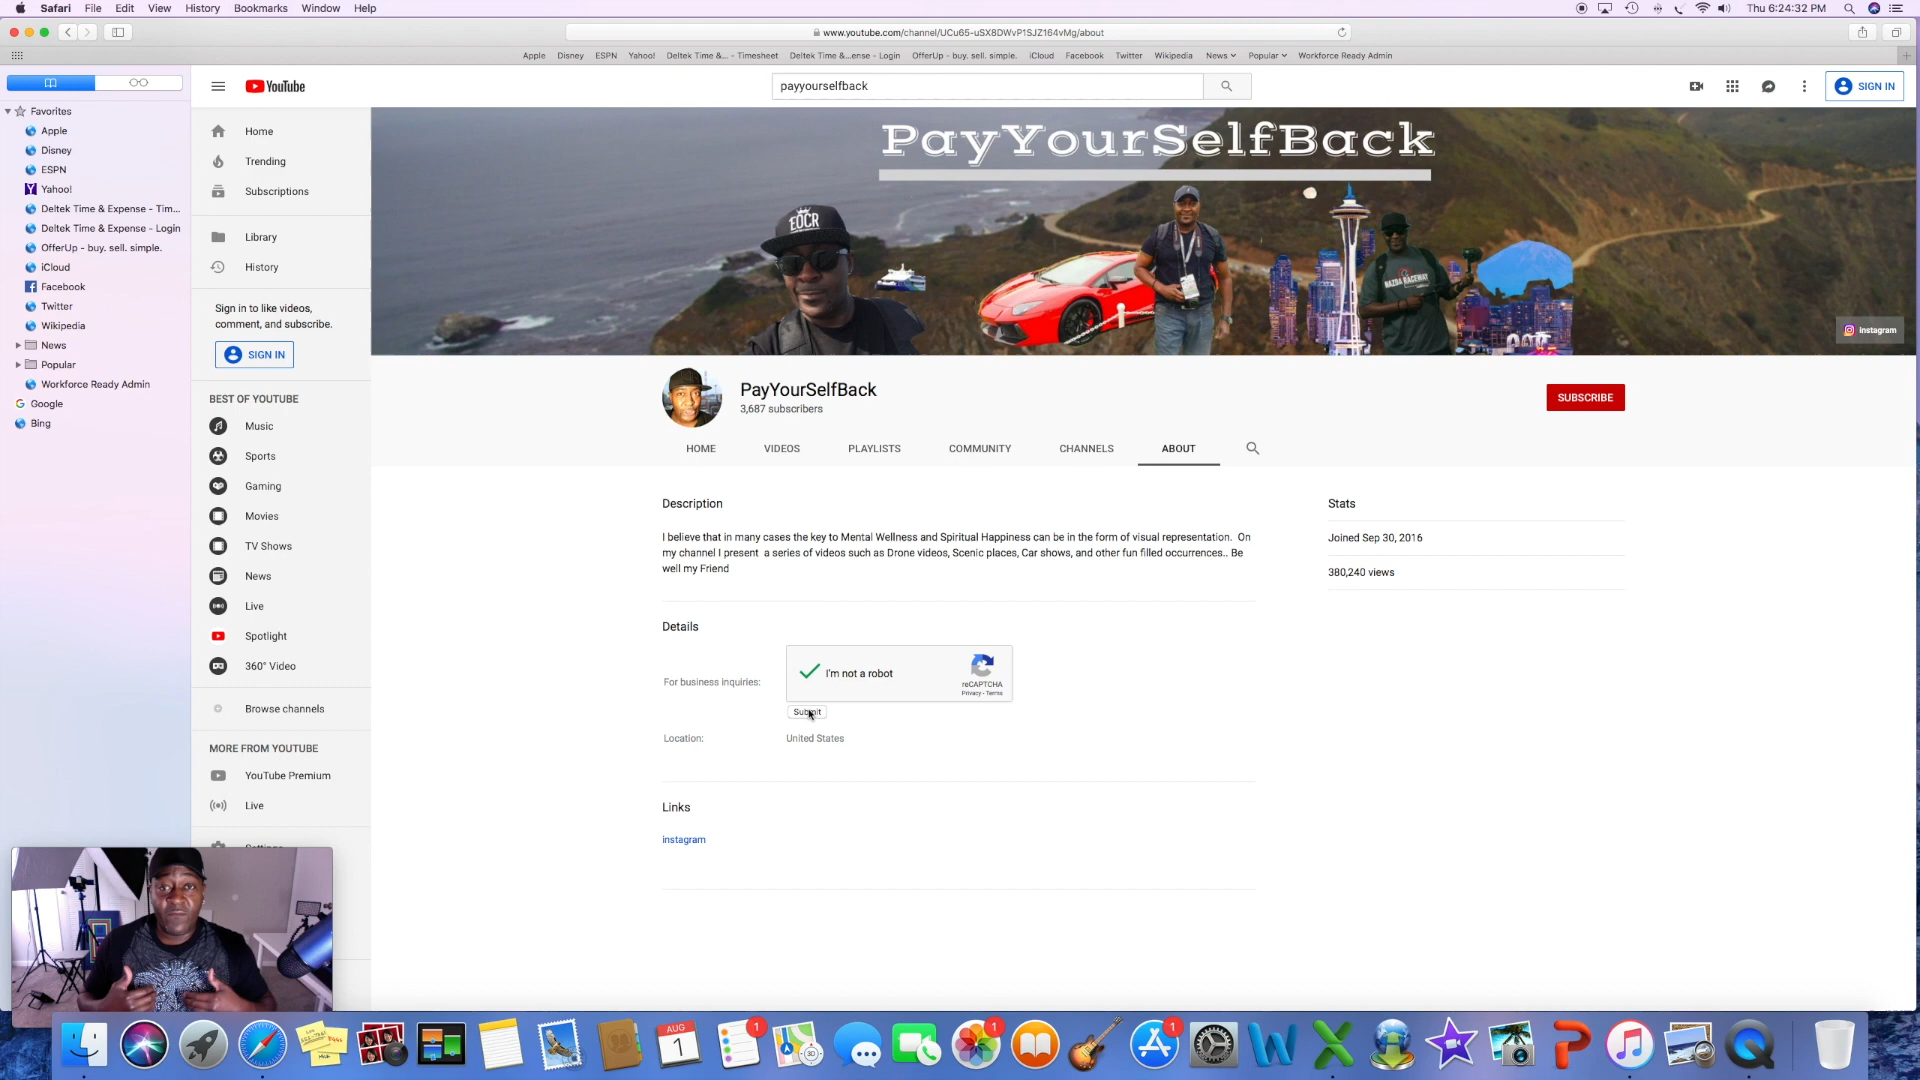 Safari File Edit View History Bookmarks Window Help
Thu 6:24:32 PM
www.youtube.com/channel/UCu65-uSX8DWvP1SJZ164vMg/about
Apple Disney ESPN Yahoo! Deltek Time &... - Timesheet Deltek Time &...ense - Login OfferUp - buy. sell. simple. iCloud Facebook Twitter Wikipedia News Popular Workforce Ready Admin
Favorites
Apple
Disney
ESPN
Yahoo!
Deltek Time & Expense - Tim...
Deltek Time & Expense - Login
OfferUp - buy. sell. simple.
iCloud
Facebook
Twitter
Wikipedia
News
Popular
Workforce Ready Admin
Google
Bing
YouTube
payyourselfback
SIGN IN
Home
Trending
Subscriptions
Library
History
Sign in to like videos,
comment, and subscribe.
SIGN IN
BEST OF YOUTUBE
Music
Sports
Gaming
Movies
TV Shows
News
Live
Spotlight
360° Video
Browse channels
MORE FROM YOUTUBE
YouTube Premium
Live
PayYourSelfBack
EDCR
instagram
PayYourSelfBack
3,687 subscribers
SUBSCRIBE
HOME VIDEOS PLAYLISTS COMMUNITY CHANNELS ABOUT
Description
I believe that in many cases the key to Mental Wellness and Spiritual Happiness can be in the form of visual representation. On
my channel I present a series of videos such as Drone videos, Scenic places, Car shows, and other fun filled occurrences.. Be
well my Friend
Details
For business inquiries:
I'm not a robot
reCAPTCHA
Privacy - Terms
Submit
Location: United States
Links
instagram
Stats
Joined Sep 30, 2016
380,240 views
AUG
1
1
30
1
1